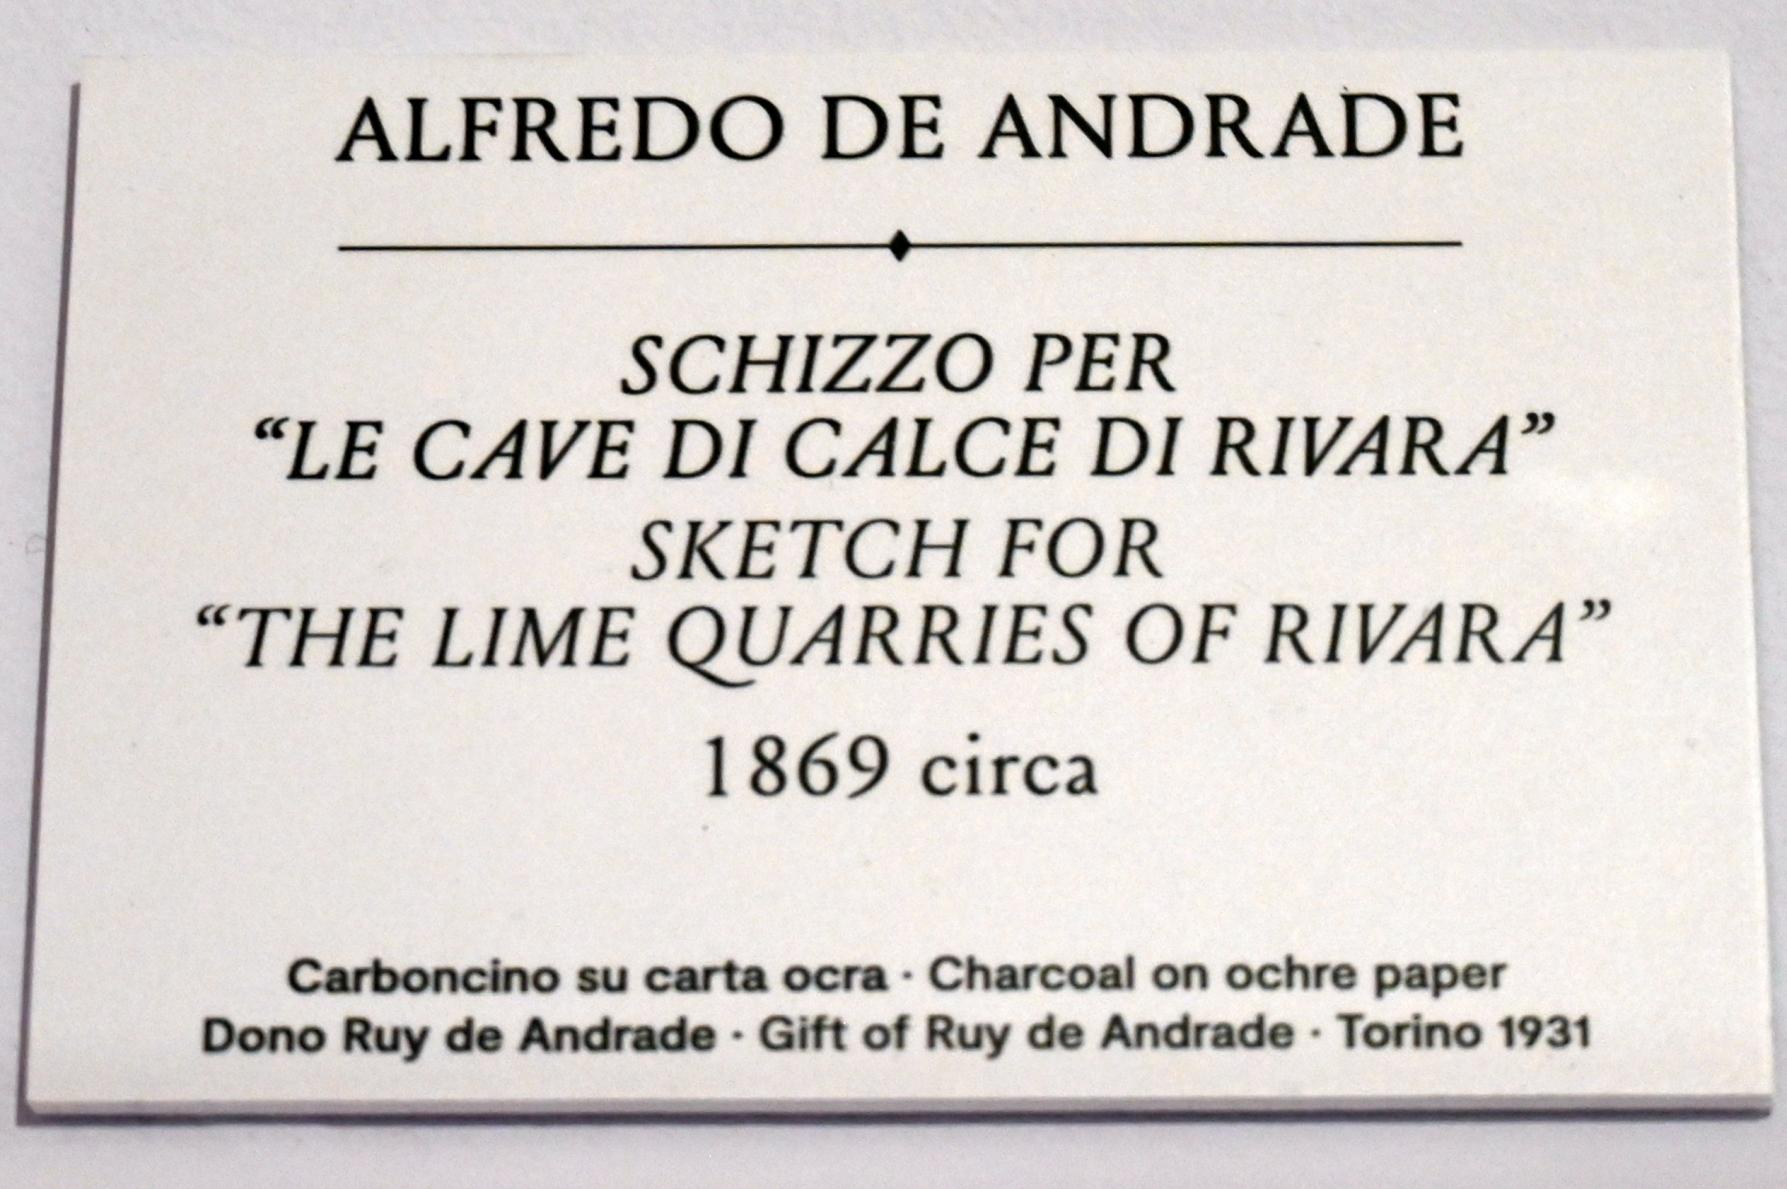 ALFREDO DE ANDRADE
SCHIZZO PER
“LE CAVE DI CALCE DI RIVARA”
SKETCH FOR
“THE LIME QUARRIES OF RIVARA”
1869 circa
Carboncino su carta ocra · Charcoal on ochre paper
Dono Ruy de Andrade · Gift of Ruy de Andrade · Torino 1931